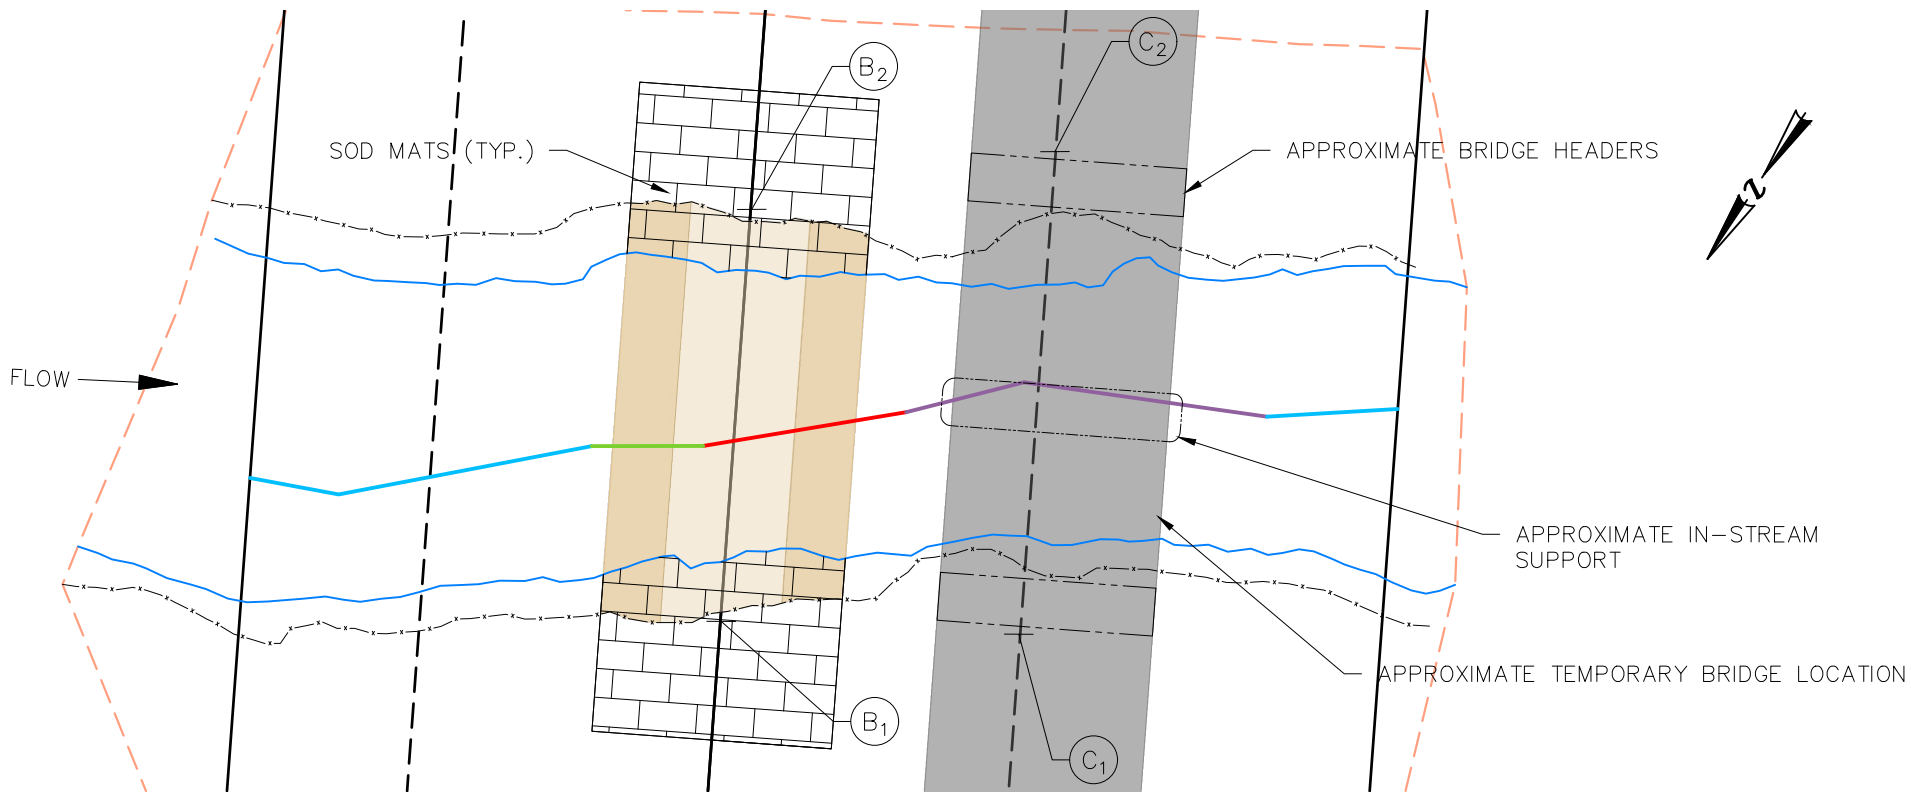 C2
B2
SOD MATS (TYP.)
APPROXIMATE BRIDGE HEADERS
Z
FLOW
APPROXIMATE IN-STREAM
SUPPORT
APPROXIMATE TEMPORARY BRIDGE LOCATION
B1
C1